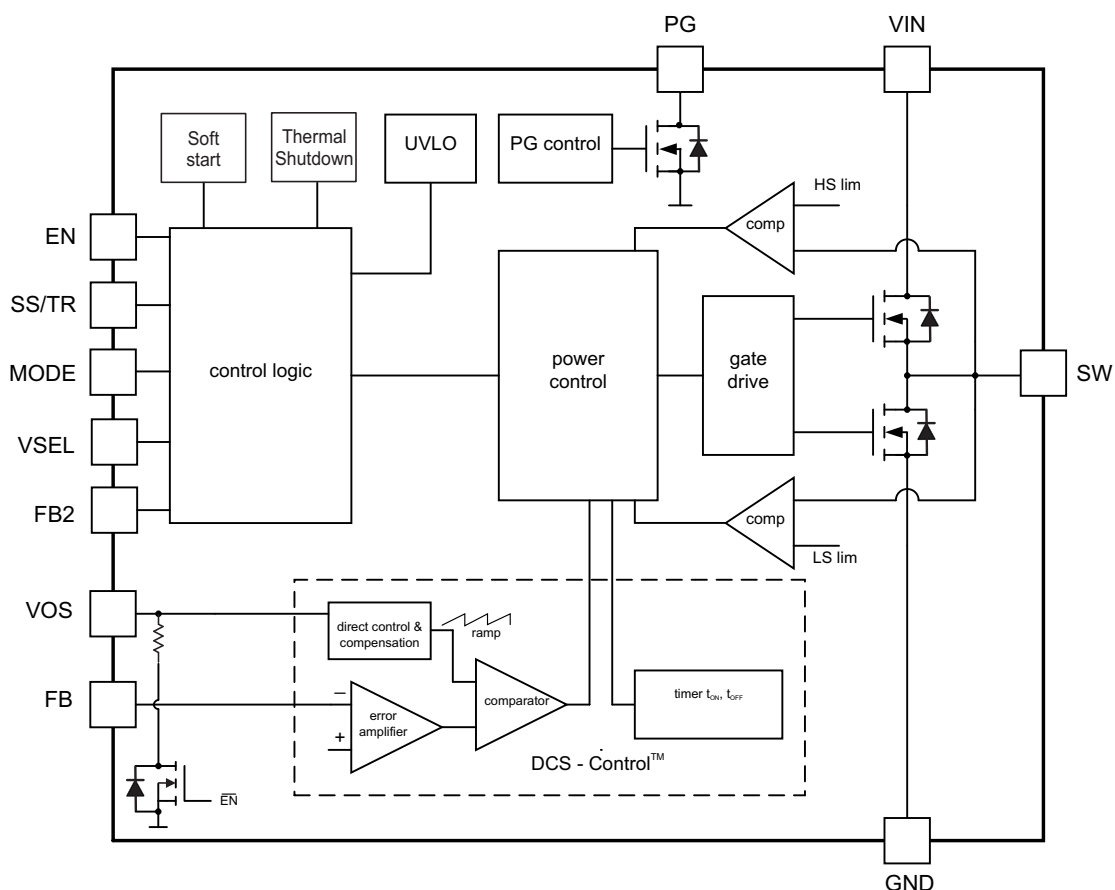 PG
VIN
Soft
start
Thermal
Shutdown
UVLO
PG control
HS lim
comp
EN
SS/TR
MODE
VSEL
FB2
control logic
power
control
gate
drive
SW
comp
LS lim
VOS
direct control &
compensation
ramp
FB
−
+
error
amplifier
comparator
timer tON, tOFF
DCS - Control™
EN
GND